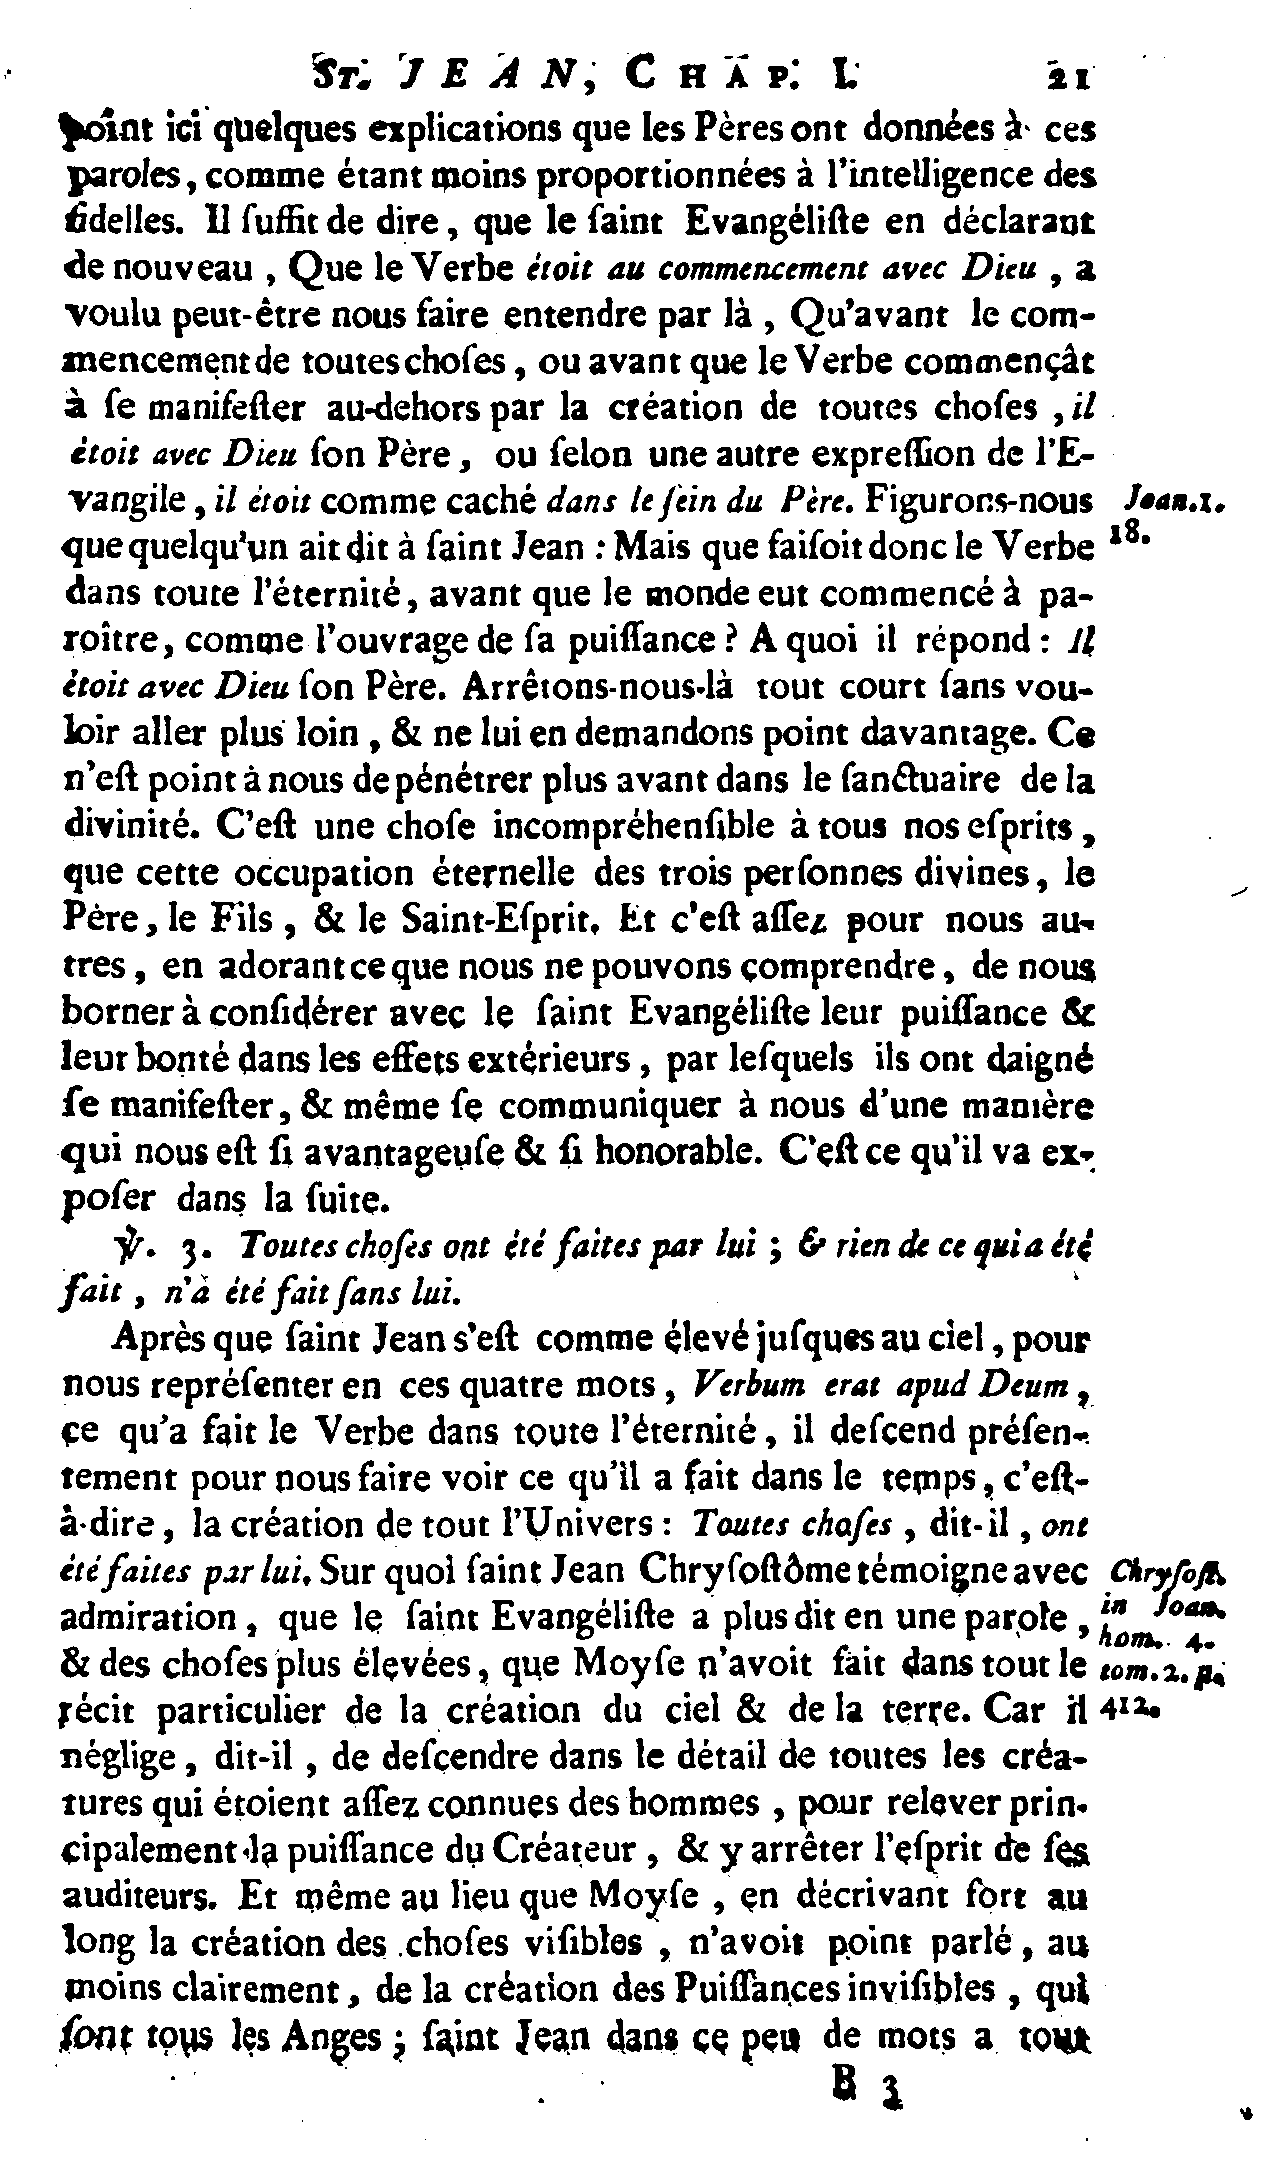 ST. JEAN, CHAP. I. 21
point ici quelques explications que les Pères ont données à ces
paroles, comme étant moins proportionnées à l'intelligence des
fidelles. Il ſuffit de dire, que le ſaint Evangéliſte en déclarant
de nouveau, Que le Verbe étoit au commencement avec Dieu, a
voulu peut-être nous faire entendre par là, Qu'avant le com-
mencement de toutes choſes, ou avant que le Verbe commençât
à ſe manifeſter au-dehors par la création de toutes choſes, il
étoit avec Dieu ſon Père, ou ſelon une autre expreſſion de l'E-
vangile, il étoit comme caché dans le ſein du Père. Figurons-nous
Joan. 1.
que quelqu'un ait dit à ſaint Jean : Mais que faiſoit donc le Verbe
18.
dans toute l'éternité, avant que le monde eut commencé à pa-
roître, comme l'ouvrage de ſa puiſſance ? A quoi il répond : Il
étoit avec Dieu ſon Père. Arrêtons-nous-là tout court ſans vou-
loir aller plus loin, & ne lui en demandons point davantage. Ce
n'eſt point à nous de pénétrer plus avant dans le ſanctuaire de la
divinité. C'eſt une choſe incompréhenſible à tous nos eſprits,
que cette occupation éternelle des trois perſonnes divines, le
Père, le Fils, & le Saint-Eſprit. Et c'eſt aſſez pour nous au-
tres, en adorant ce que nous ne pouvons comprendre, de nous
borner à conſidérer avec le ſaint Evangéliſte leur puiſſance &
leur bonté dans les effets extérieurs, par leſquels ils ont daigné
ſe manifeſter, & même ſe communiquer à nous d'une manière
qui nous eſt ſi avantageuſe & ſi honorable. C'eſt ce qu'il va ex-
poſer dans la ſuite.
℣. 3. Toutes choſes ont été faites par lui ; & rien de ce qui a été
fait, n'a été fait ſans lui.
Après que ſaint Jean s'eſt comme élevé juſques au ciel, pour
nous repréſenter en ces quatre mots, Verbum erat apud Deum,
ce qu'a fait le Verbe dans toute l'éternité, il deſcend préſen-
tement pour nous faire voir ce qu'il a fait dans le temps, c'eſt-
à-dire, la création de tout l'Univers : Toutes choſes, dit-il, ont
été faites par lui. Sur quoi ſaint Jean Chryſoſtôme témoigne avec
Chryſoſt.
admiration, que le ſaint Evangéliſte a plus dit en une parole,
in Joan.
hom. 4.
& des choſes plus élevées, que Moyſe n'avoit fait dans tout le
tom. 2. p.
récit particulier de la création du ciel & de la terre. Car il
412.
néglige, dit-il, de deſcendre dans le détail de toutes les créa-
tures qui étoient aſſez connues des hommes, pour relever prin-
cipalement la puiſſance du Créateur, & y arrêter l'eſprit de ſes
auditeurs. Et même au lieu que Moyſe, en décrivant fort au
long la création des choſes viſibles, n'avoit point parlé, au
moins clairement, de la création des Puiſſances inviſibles, qui
ſont tous les Anges ; ſaint Jean dans ce peu de mots a tout
B 3